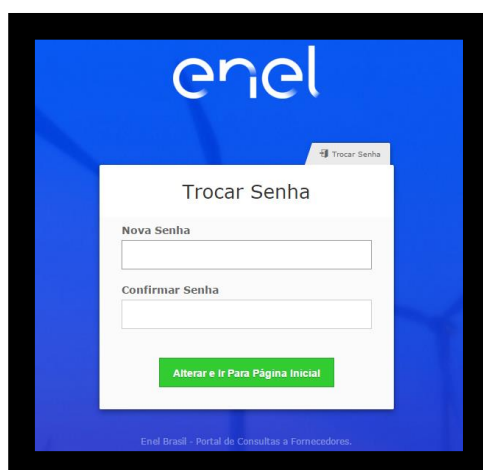 enel
Trocar Senha
Trocar Senha
Nova Senha
Confirmar Senha
Alterar e Ir Para Página Inicial
Enel Brasil - Portal de Consultas a Fornecedores.